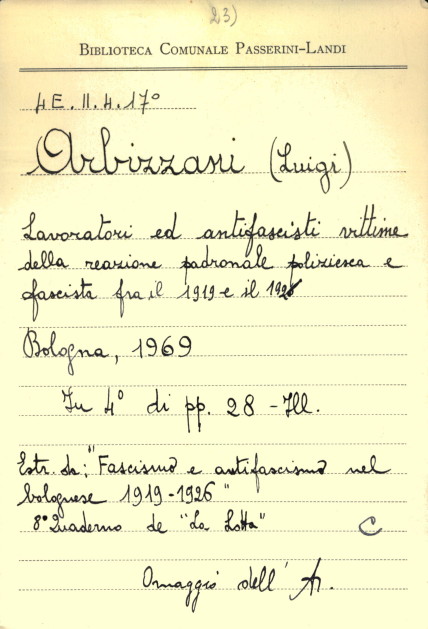 23)
BIBLIOTECA COMUNALE PASSERINI-LANDI
4E. II. 4. 17°
Arbizzani (Luigi)
Lavoratori ed antifascisti vittime
della reazione padronale poliziesca e
fascista fra il 1919 e il 1928
Bologna, 1969
In 4° di pp. 28 - Ill.
Estr. da: "Fascismo e antifascismo nel
bolognese 1919-1926"
8° Quaderno de "La Lotta" C
Omaggio dell' A.